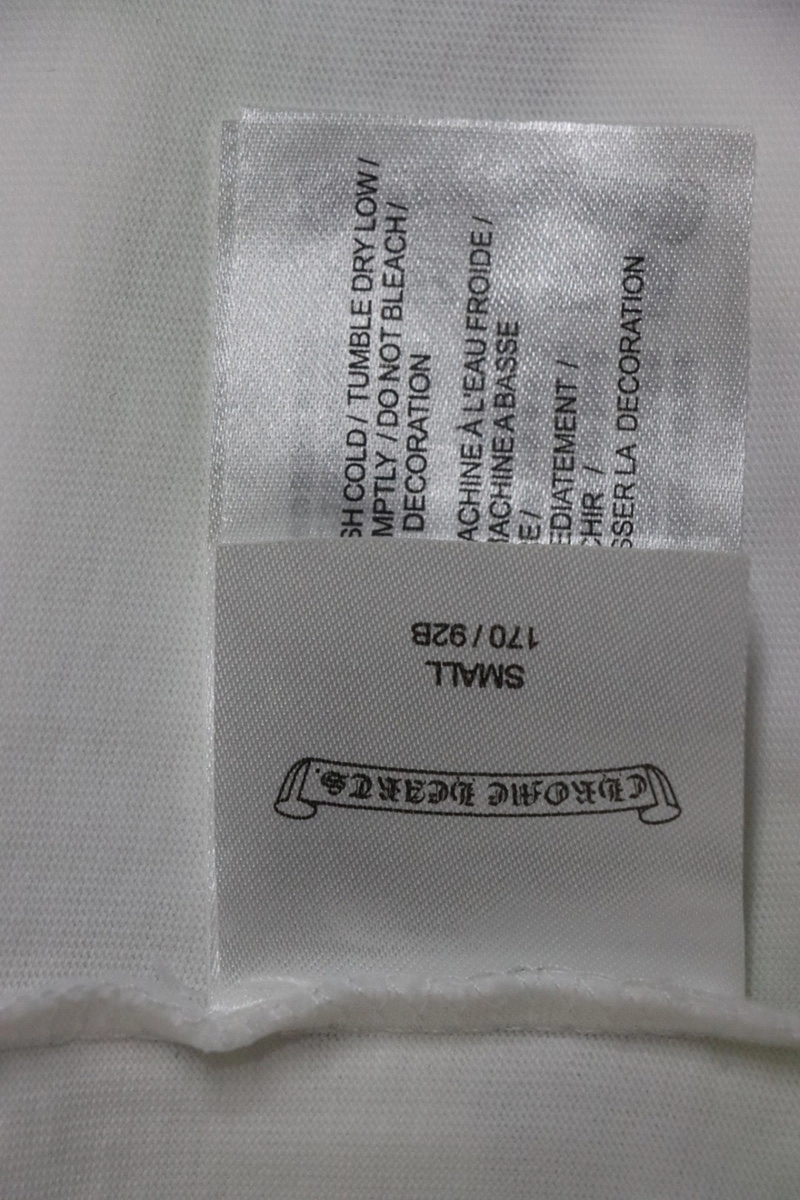 CHROME HEARTS
SMALL
170 / 92B
SH COLD / TUMBLE DRY LOW /
MPTLY / DO NOT BLEACH /
DECORATION
ACHINE À L'EAU FROIDE /
MACHINE A BASSE
E /
EDIATEMENT /
CHIR /
SSER LA DECORATION